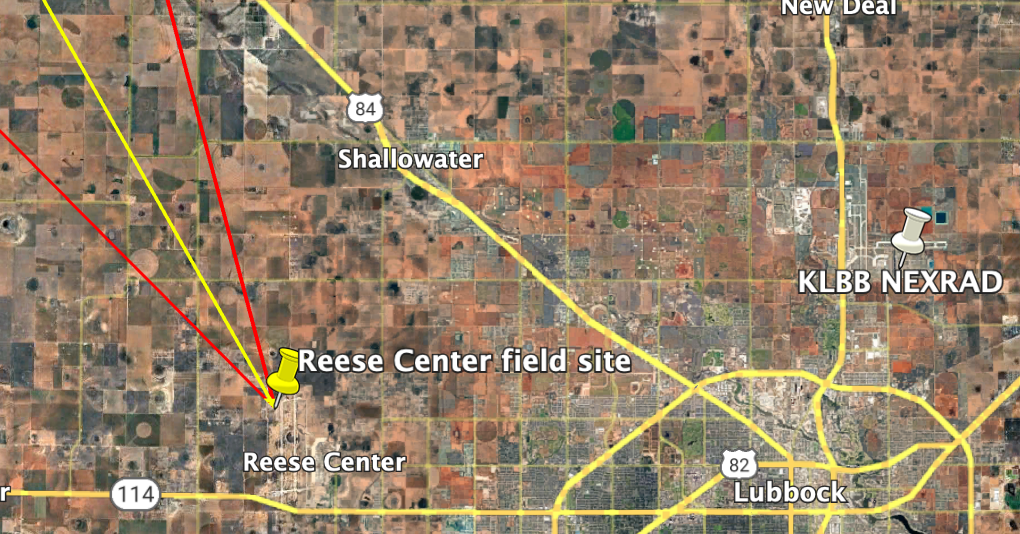 New Deal
84
Shallowater
KLBB NEXRAD
Reese Center field site
Reese Center
82
r
114
Lubbock